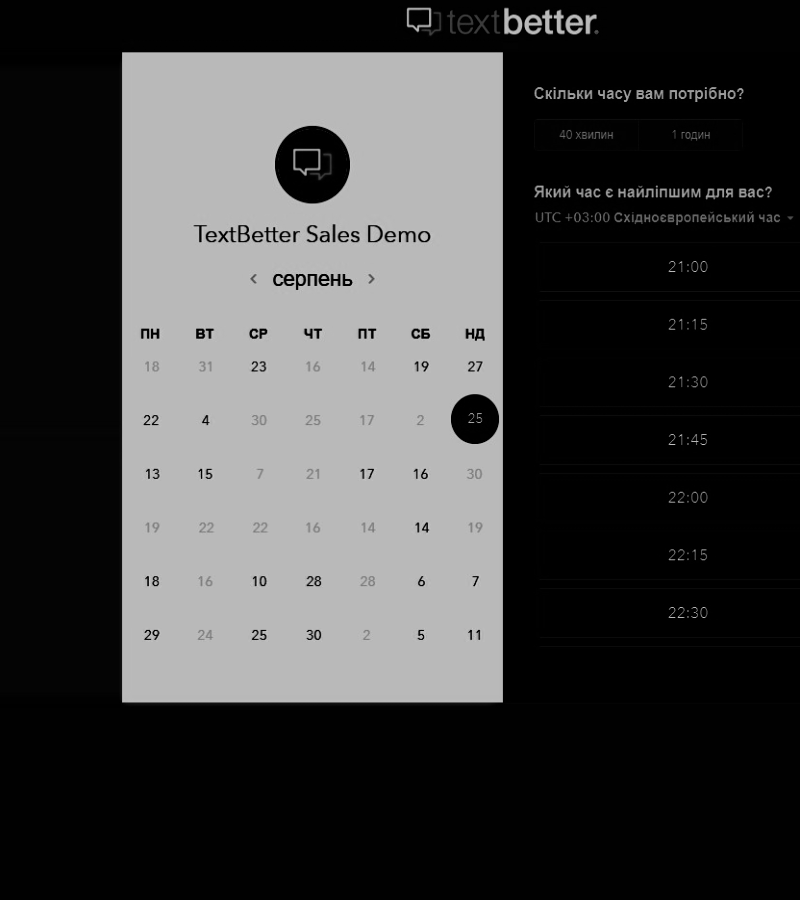 textbetter.
TextBetter Sales Demo
серпень
ПН ВТ СР ЧТ ПТ СБ НД
18 31 23 16 14 19 27
22 4 30 25 17 2 25
13 15 7 21 17 16 30
19 22 22 16 14 14 19
18 16 10 28 28 6 7
29 24 25 30 2 5 11
Скільки часу вам потрібно?
40 хвилин 1 годин
Який час є найліпшим для вас?
UTC +03:00 Східноєвропейський час
21:00
21:15
21:30
21:45
22:00
22:15
22:30